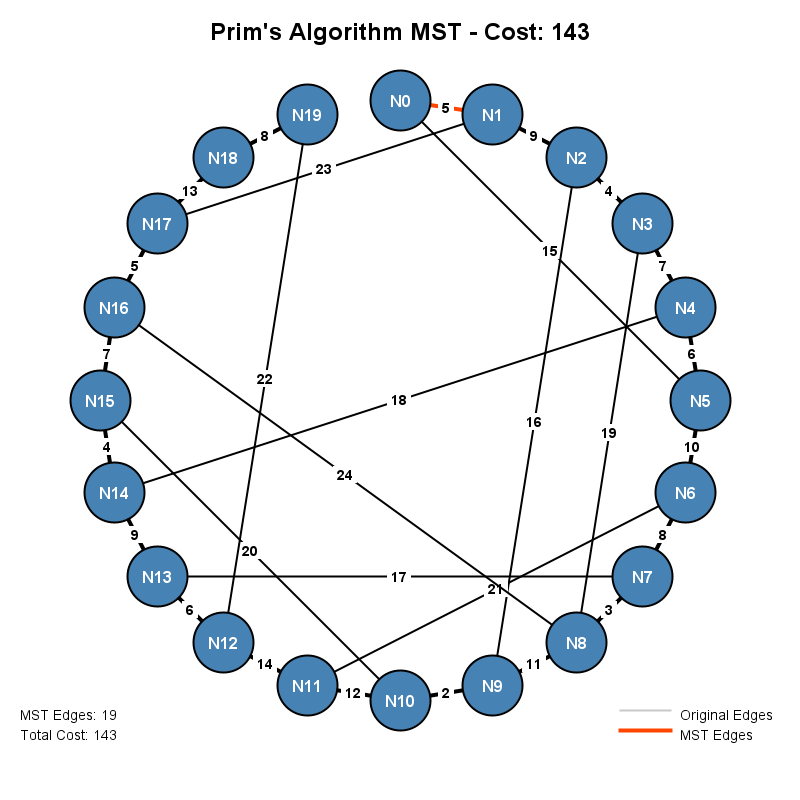 Prim's Algorithm MST - Cost: 143
N19
N0
5
N1
8
9
N18
23
N2
13
4
N17
N3
15
5
7
N16
N4
7
22
6
N15
18
N5
4
16
19
10
24
N14
N6
9
20
8
N13
17
21
N7
6
3
N12
N8
14
11
N11
12
N10
2
N9
MST Edges: 19
Total Cost: 143
Original Edges
MST Edges